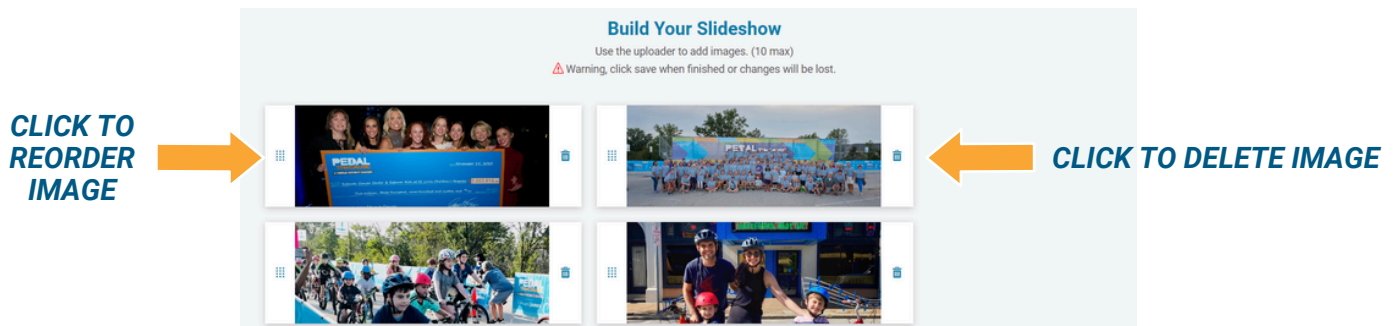 Build Your Slideshow
Use the uploader to add images. (10 max)
Warning, click save when finished or changes will be lost.
CLICK TO
REORDER
IMAGE
CLICK TO DELETE IMAGE
PEDAL
PEDAL
PEDAL